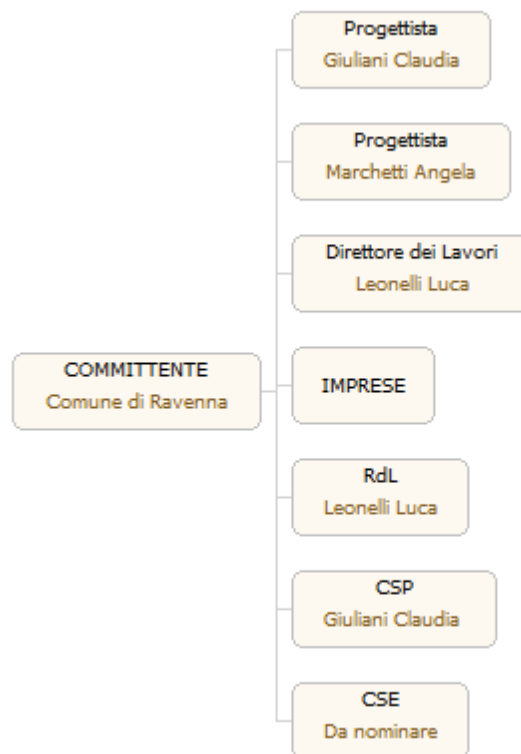 Progettista
Giuliani Claudia
Progettista
Marchetti Angela
Direttore dei Lavori
Leonelli Luca
COMMITTENTE
Comune di Ravenna
IMPRESE
RdL
Leonelli Luca
CSP
Giuliani Claudia
CSE
Da nominare